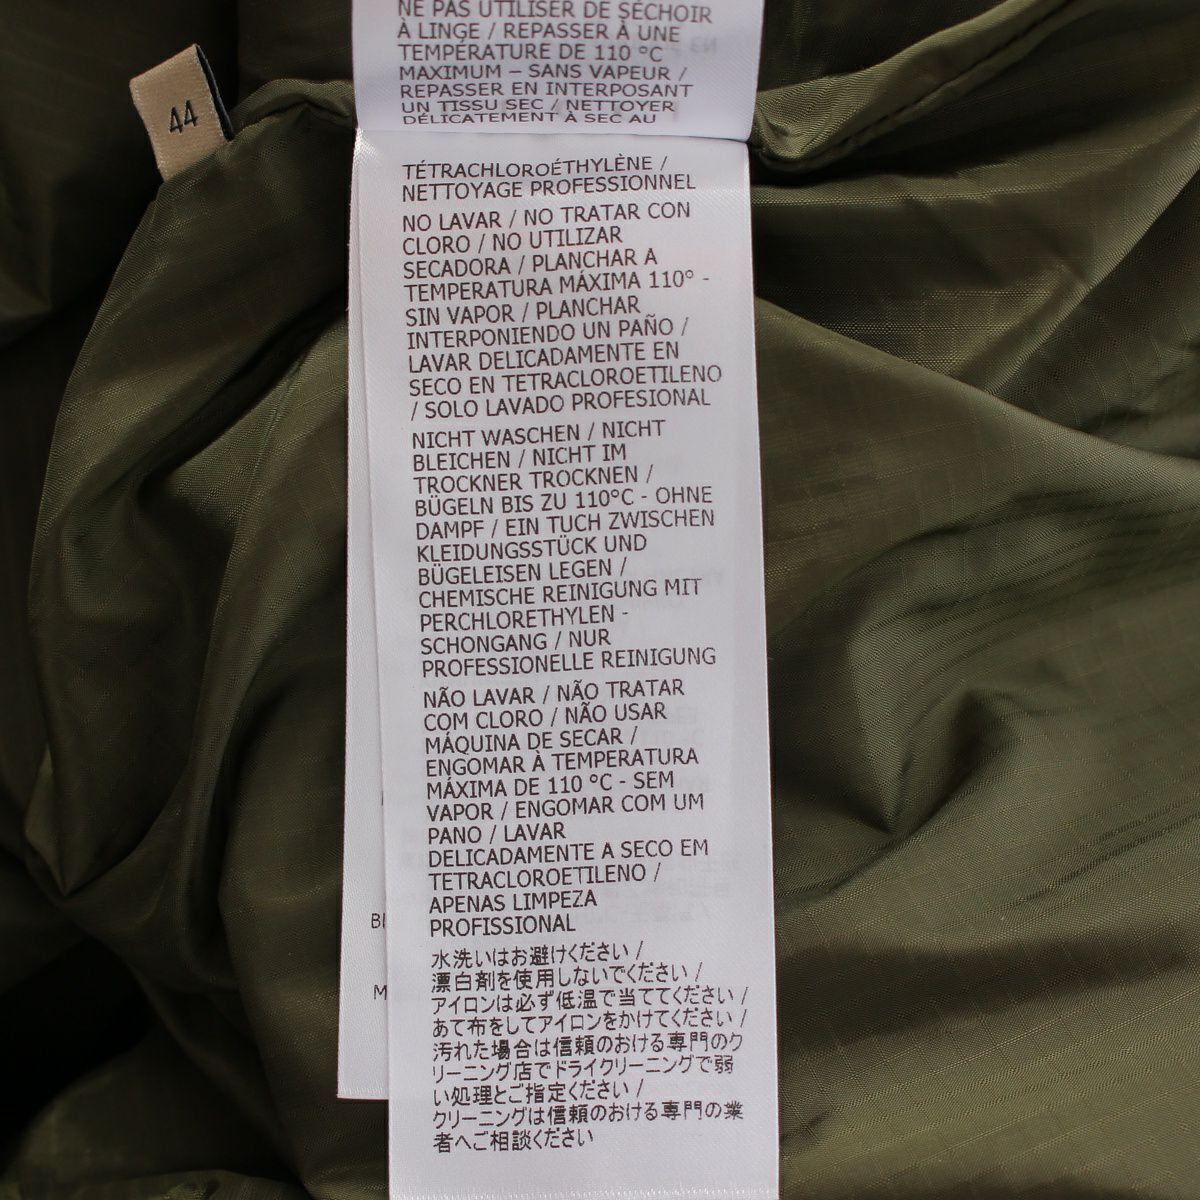 NE PAS UTILISER DE SÉCHOIR
À LINGE / REPASSER À UNE
TEMPÉRATURE DE 110 °C
MAXIMUM – SANS VAPEUR /
REPASSER EN INTERPOSANT
UN TISSU SEC / NETTOYER
DÉLICATEMENT À SEC AU
44
TÉTRACHLOROÉTHYLÈNE /
NETTOYAGE PROFESSIONNEL
NO LAVAR / NO TRATAR CON
CLORO / NO UTILIZAR
SECADORA / PLANCHAR A
TEMPERATURA MÁXIMA 110° -
SIN VAPOR / PLANCHAR
INTERPONIENDO UN PAÑO /
LAVAR DELICADAMENTE EN
SECO EN TETRACLOROETILENO
/ SOLO LAVADO PROFESIONAL
NICHT WASCHEN / NICHT
BLEICHEN / NICHT IM
TROCKNER TROCKNEN /
BÜGELN BIS ZU 110°C - OHNE
DAMPF / EIN TUCH ZWISCHEN
KLEIDUNGSSTÜCK UND
BÜGELEISEN LEGEN /
CHEMISCHE REINIGUNG MIT
PERCHLORETHYLEN -
SCHONGANG / NUR
PROFESSIONELLE REINIGUNG
NÃO LAVAR / NÃO TRATAR
COM CLORO / NÃO USAR
MÁQUINA DE SECAR /
ENGOMAR À TEMPERATURA
MÁXIMA DE 110 °C - SEM
VAPOR / ENGOMAR COM UM
PANO / LAVAR
DELICADAMENTE A SECO EM
TETRACLOROETILENO /
APENAS LIMPEZA
PROFISSIONAL
水洗いはお避けください /
漂白剤を使用しないでください /
アイロンは必ず低温で当ててください /
あて布をしてアイロンをかけてください /
汚れた場合は信頼のおける専門のク
リーニング店でドライクリーニングで弱
い処理とご指定ください /
クリーニングは信頼のおける専門の業
者へご相談ください